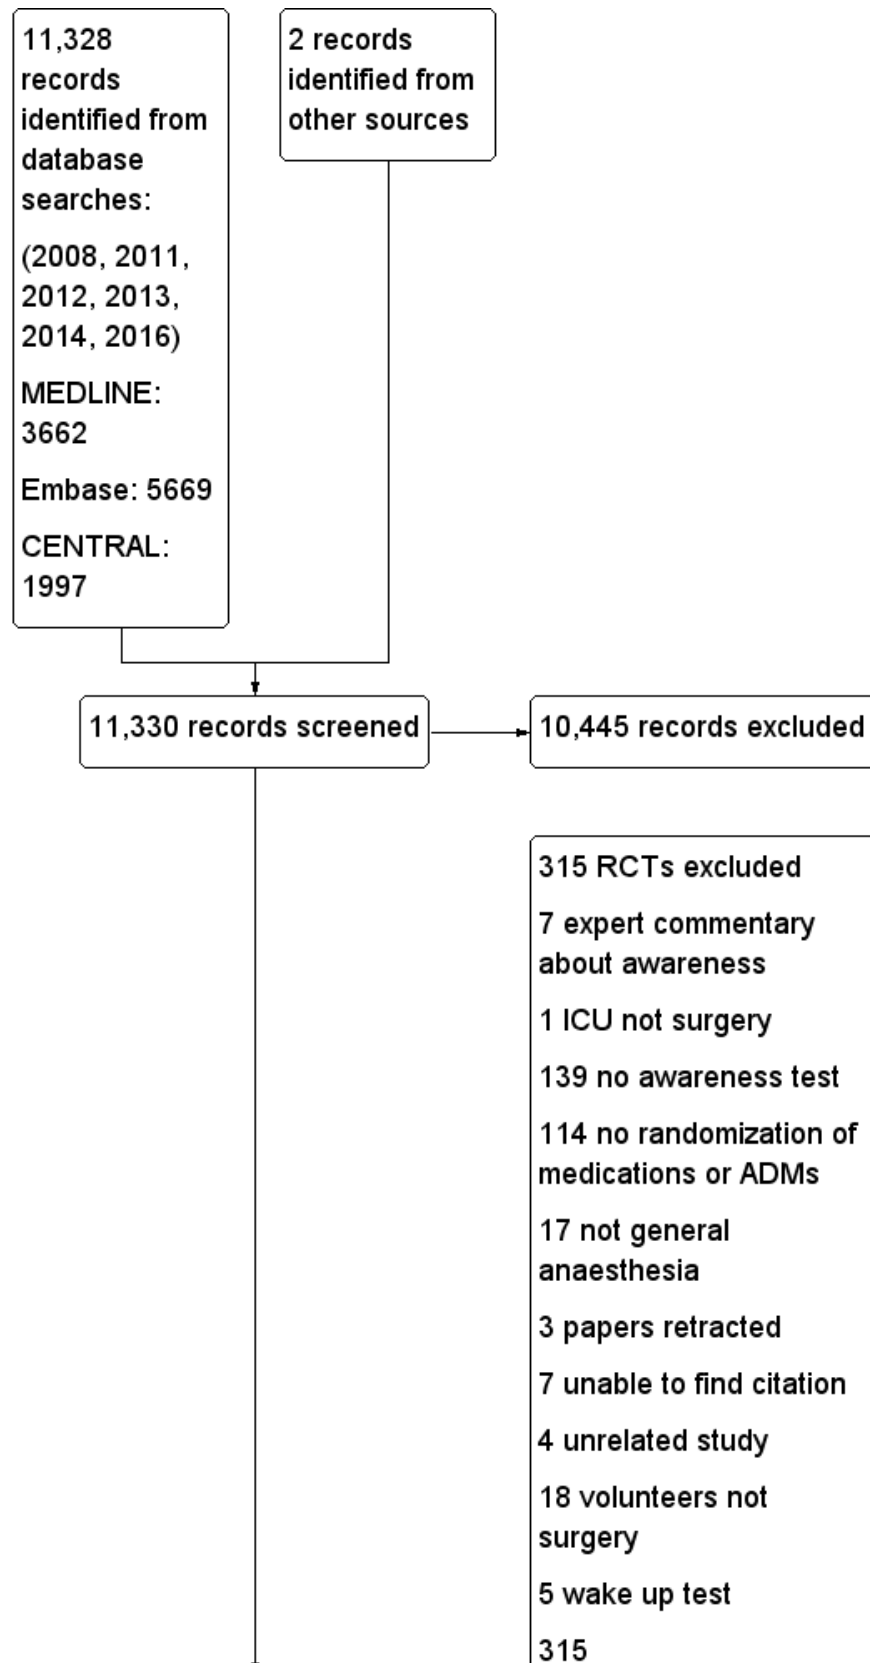 11,328
records
identified from
database
searches:
(2008, 2011,
2012, 2013,
2014, 2016)
MEDLINE:
3662
Embase: 5669
CENTRAL:
1997
2 records
identified from
other sources
11,330 records screened
10,445 records excluded
315 RCTs excluded
7 expert commentary
about awareness
1 ICU not surgery
139 no awareness test
114 no randomization of
medications or ADMs
17 not general
anaesthesia
3 papers retracted
7 unable to find citation
4 unrelated study
18 volunteers not
surgery
5 wake up test
315